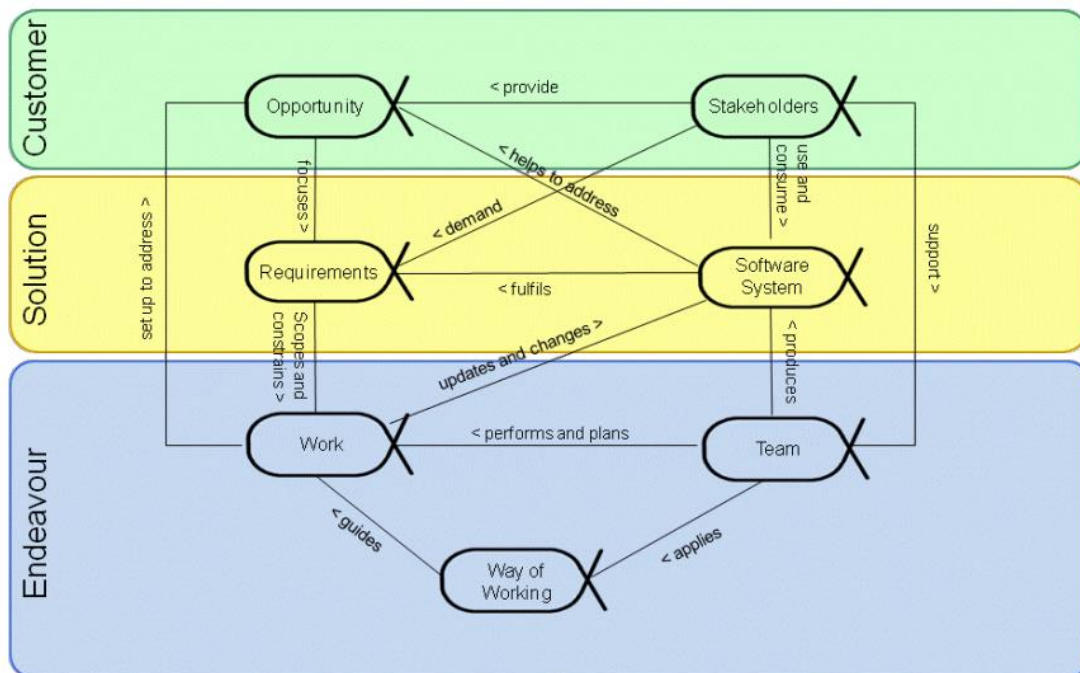 Customer
Opportunity
< provide
Stakeholders
focuses >
< helps to address
use and
consume >
< demand
set up to address >
support >
Solution
Requirements
< fulfils
Software
System
Scopes and
constrains >
updates and changes >
< produces
Endeavour
Work
< performs and plans
Team
< guides
< applies
Way of
Working